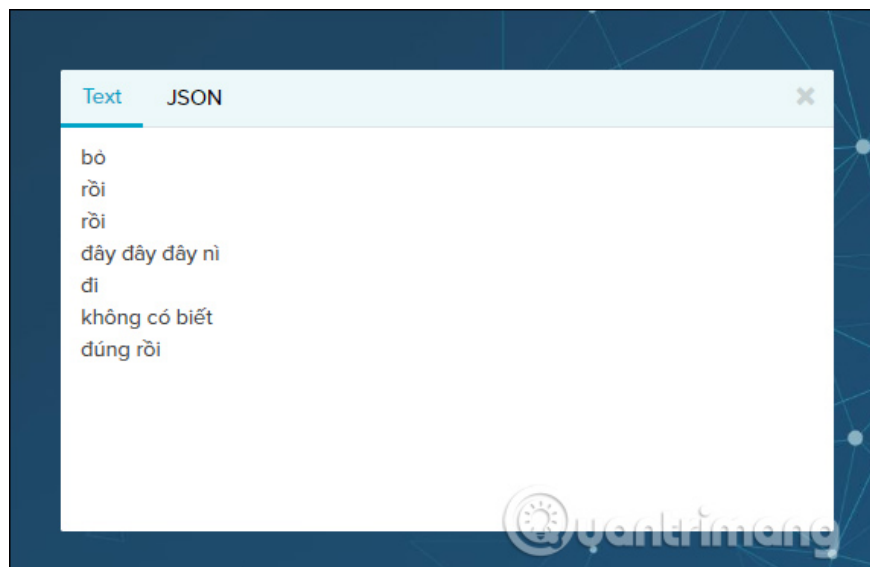 Text JSON
bỏ
rồi
rồi
đây đây đây nì
đi
không có biết
đúng rồi
Quantrimang